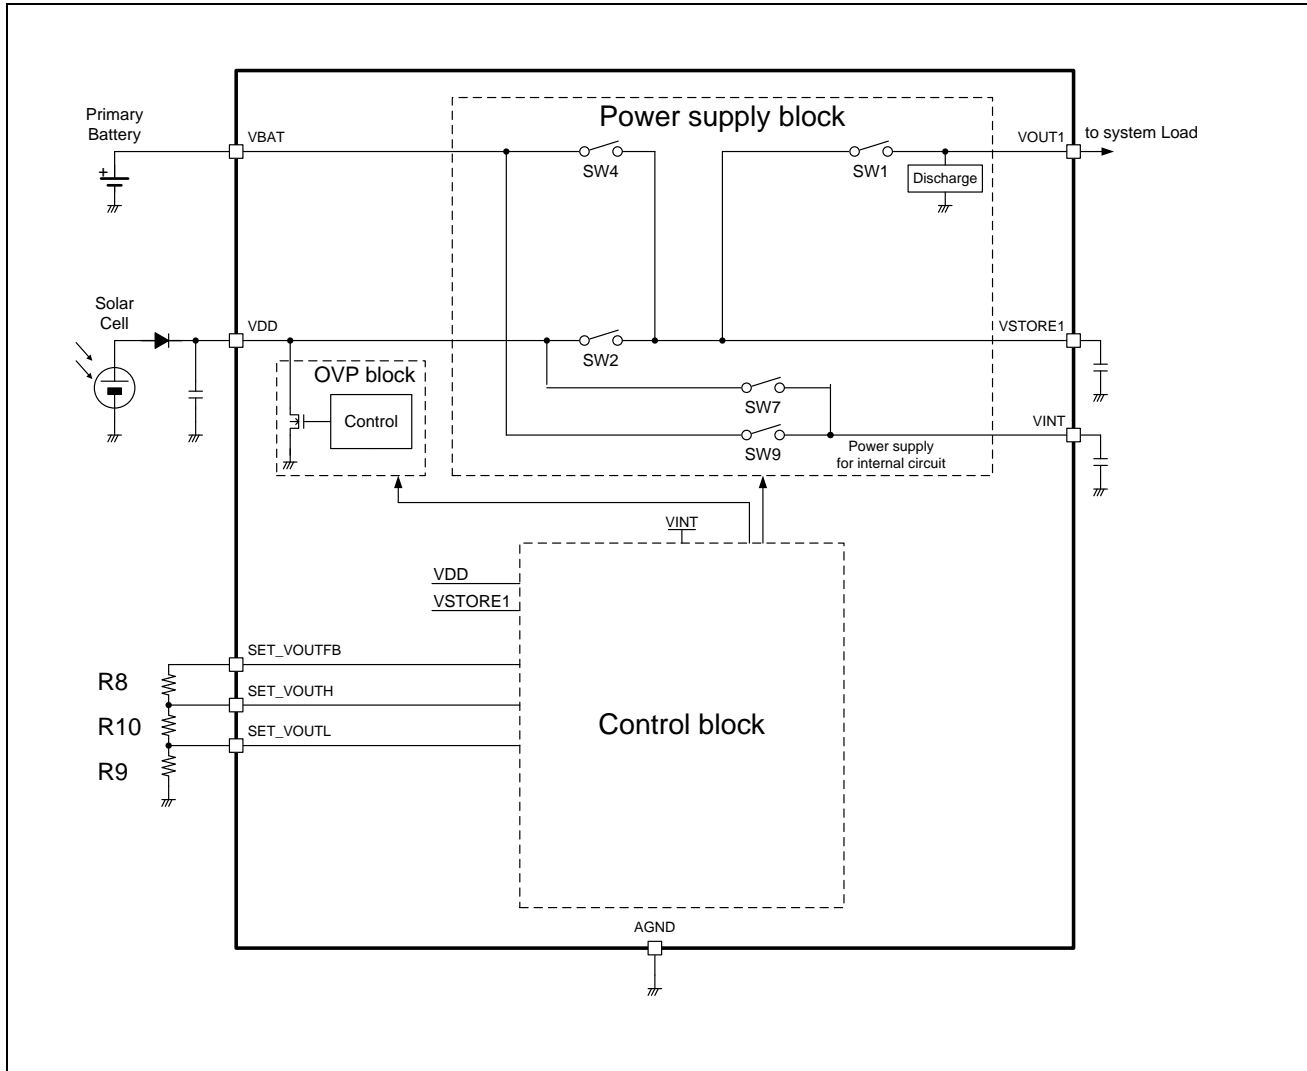 Power supply block
Primary
Battery
+
VBAT
SW4
SW1
Discharge
VOUT1
to system Load
Solar
Cell
VDD
SW2
VSTORE1
OVP block
Control
SW7
SW9
Power supply
for internal circuit
VINT
VINT
VDD
VSTORE1
SET_VOUTFB
R8
SET_VOUTH
R10
SET_VOUTL
R9
Control block
AGND